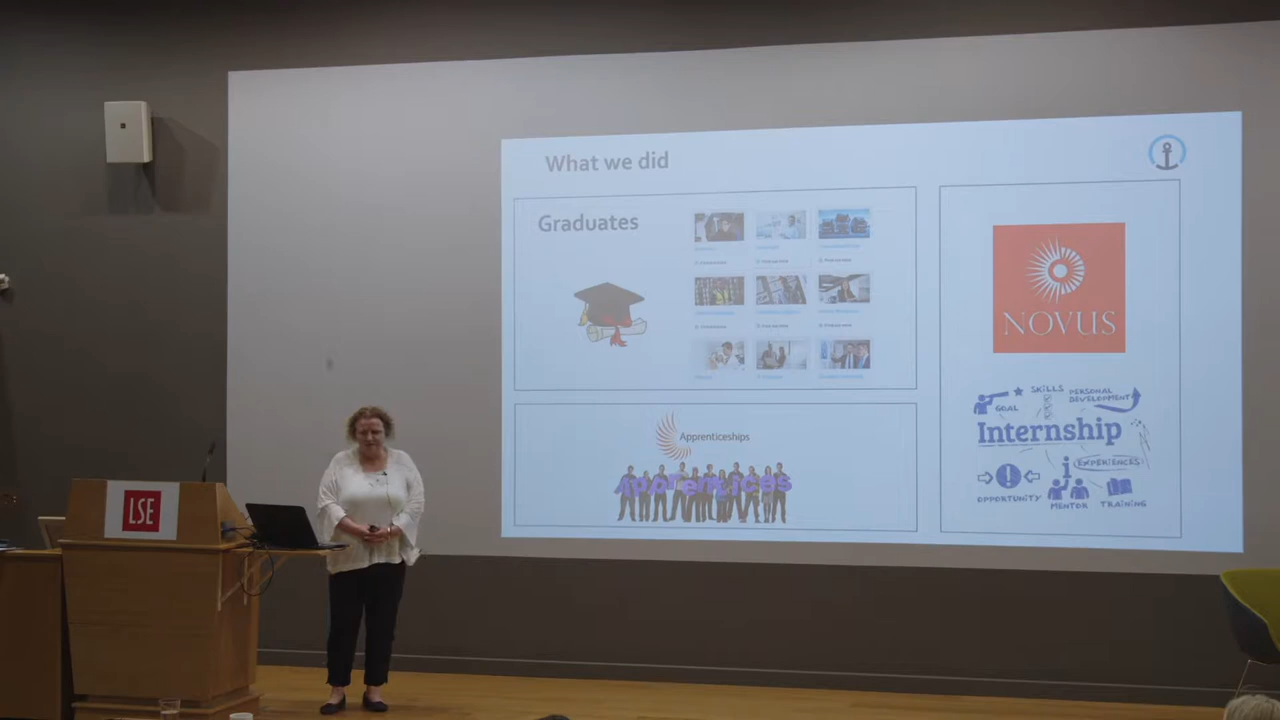 What we did
Graduates
Apprenticeships
Apprentices
NOVUS
SKILLS
PERSONAL
DEVELOPMENT
GOAL
Internship
EXPERIENCES
OPPORTUNITY
MENTOR
TRAINING
LSE